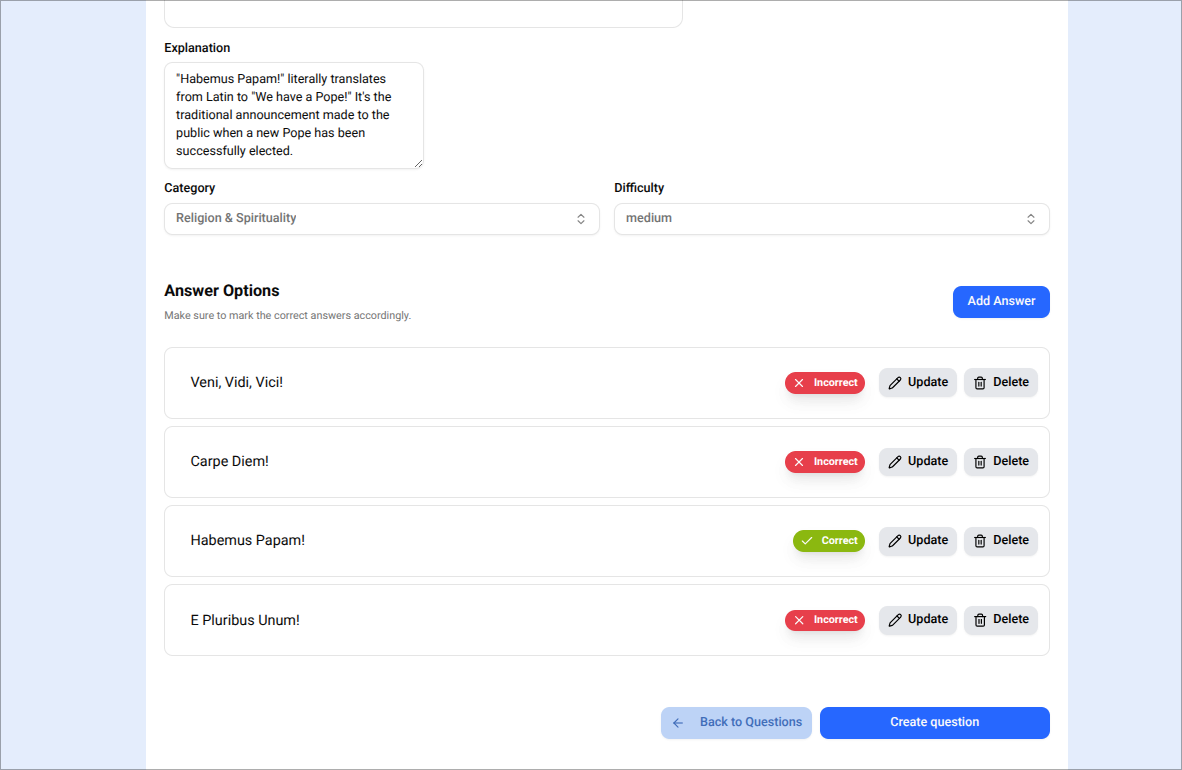 Explanation
"Habemus Papam!" literally translates
from Latin to "We have a Pope!" It's the
traditional announcement made to the
public when a new Pope has been
successfully elected.
Category
Difficulty
Religion & Spirituality
medium
Answer Options
Make sure to mark the correct answers accordingly.
Add Answer
Veni, Vidi, Vici!
Incorrect
Update
Delete
Carpe Diem!
Incorrect
Update
Delete
Habemus Papam!
Correct
Update
Delete
E Pluribus Unum!
Incorrect
Update
Delete
Back to Questions
Create question